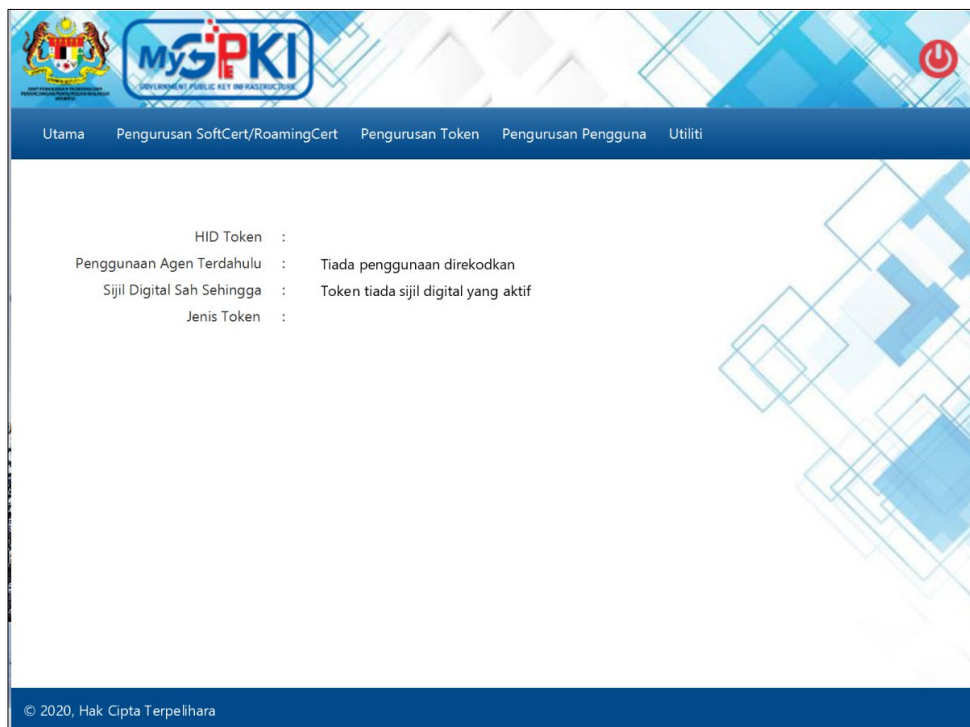 MyGPKI
GOVERNMENT PUBLIC KEY INFRASTRUCTURE
Utama Pengurusan SoftCert/RoamingCert Pengurusan Token Pengurusan Pengguna Utiliti
HID Token :
Penggunaan Agen Terdahulu : Tiada penggunaan direkodkan
Sijil Digital Sah Sehingga : Token tiada sijil digital yang aktif
Jenis Token :
© 2020, Hak Cipta Terpelihara